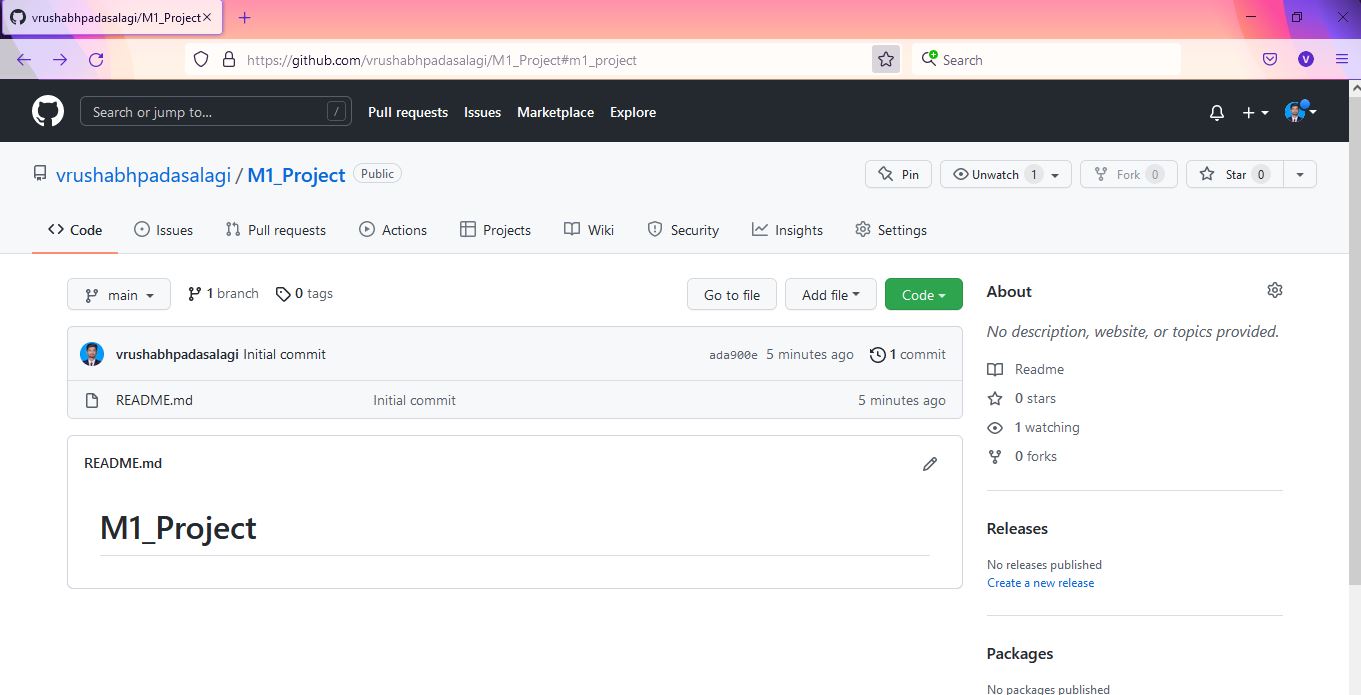 vrushabhpadasalagi/M1_Project
https://github.com/vrushabhpadasalagi/M1_Project#m1_project
Search
V
Search or jump to... /
Pull requests Issues Marketplace Explore
vrushabhpadasalagi / M1_Project Public
Pin Unwatch 1 Fork 0 Star 0
Code Issues Pull requests Actions Projects Wiki Security Insights Settings
main 1 branch 0 tags Go to file Add file Code
vrushabhpadasalagi Initial commit ada900e 5 minutes ago 1 commit
README.md Initial commit 5 minutes ago
README.md
M1_Project
About
No description, website, or topics provided.
Readme
0 stars
1 watching
0 forks
Releases
No releases published
Create a new release
Packages
No packages published